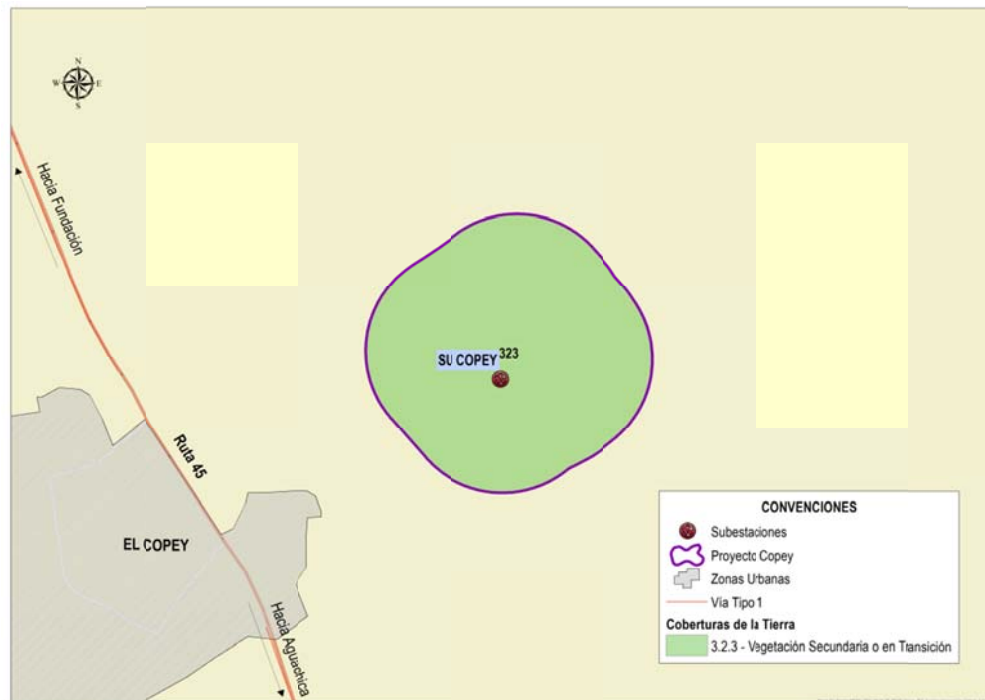 N
W E
S
Hacia Fundación
SU COPEY 323
Ruta 45
EL COPEY
Hacia Aguachica
CONVENCIONES
Subestaciones
Proyecto Copey
Zonas Urbanas
Vía Tipo 1
Coberturas de la Tierra
3.2.3 - Vegetación Secundaria o en Transición